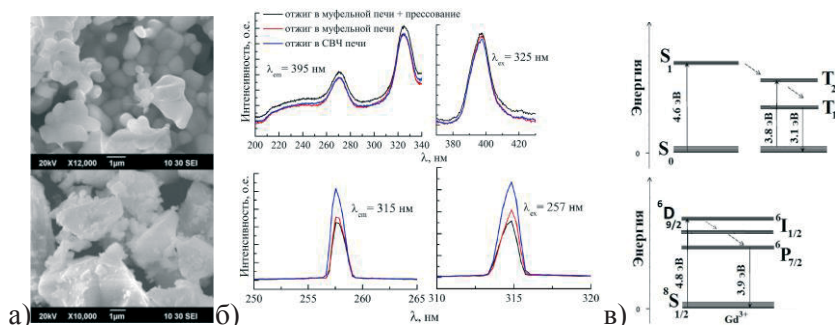 20kV X12,000 1µm 10 30 SEI
20kV X10,000 1µm 10 30 SEI
а)
б)
Интенсивность, о.е.
отжиг в муфельной печи + прессование
отжиг в муфельной печи
отжиг в СВЧ печи
λem = 395 нм
200 220 240 260 280 300 320 340
λ, нм
λex = 325 нм
380 400 420
λ, нм
Интенсивность, о.е.
λem = 315 нм
250 255 260 265
λ, нм
λex = 257 нм
310 315 320
λ, нм
в)
Энергия
S1
T2
T1
4.6 эВ
3.8 эВ
3.1 эВ
0
S0
Энергия
6D9/2
6I1/2
6P7/2
4.8 эВ
3.9 эВ
0
8S1/2
Gd3+